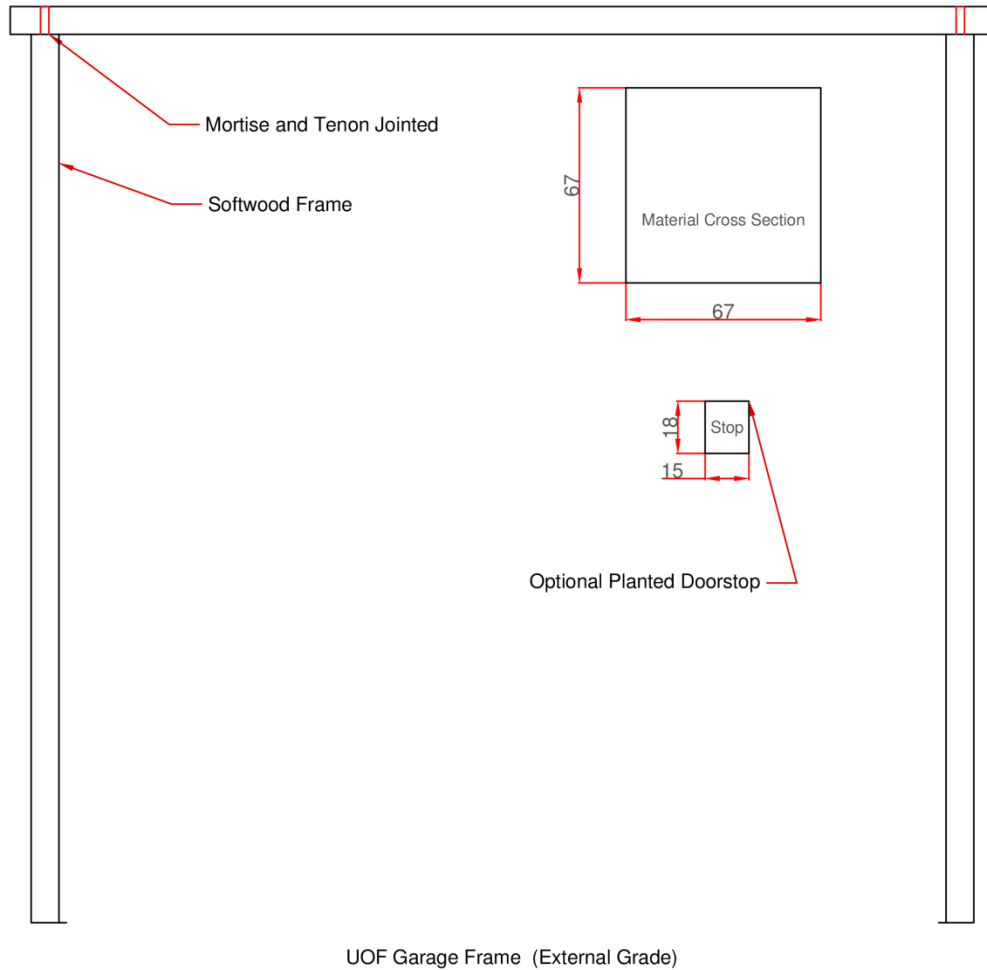 Mortise and Tenon Jointed
Softwood Frame
67
Material Cross Section
67
18
Stop
15
Optional Planted Doorstop
UOF Garage Frame (External Grade)